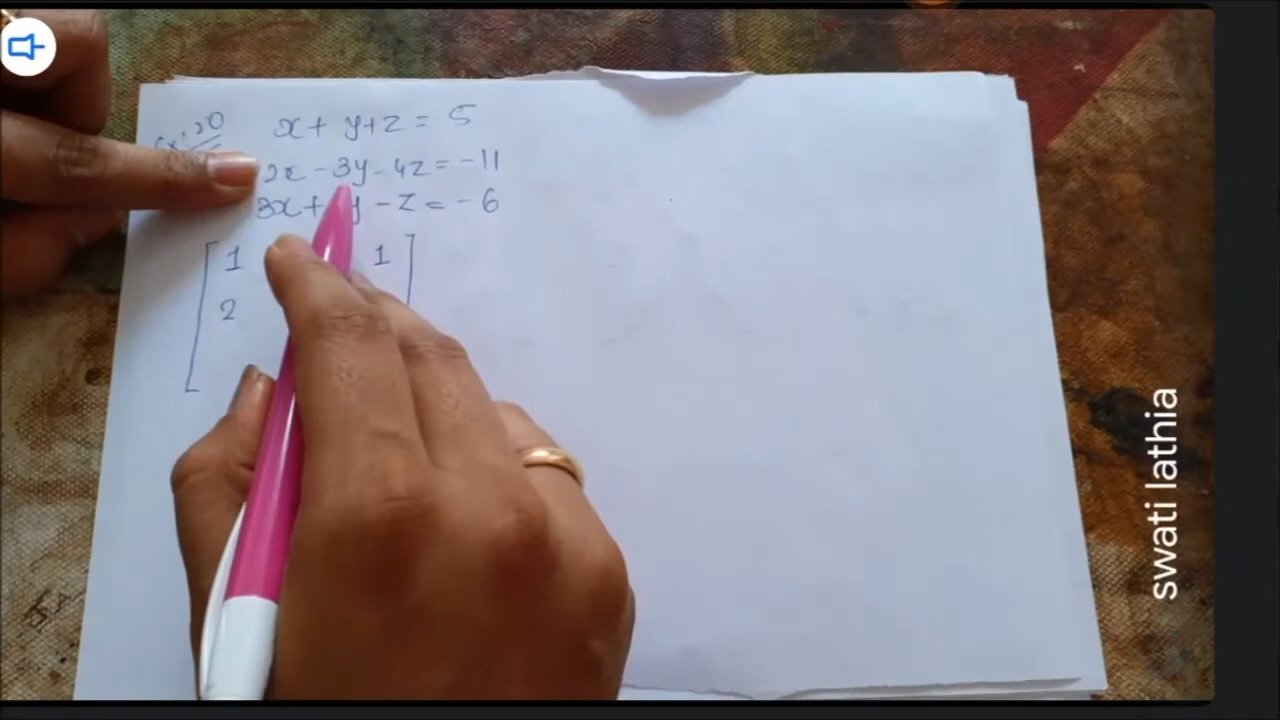 Ex: 20
x + y + z = 5
2x - 3y - 4z = -11
3x + y - z = -6
1 1
2
swati lathia